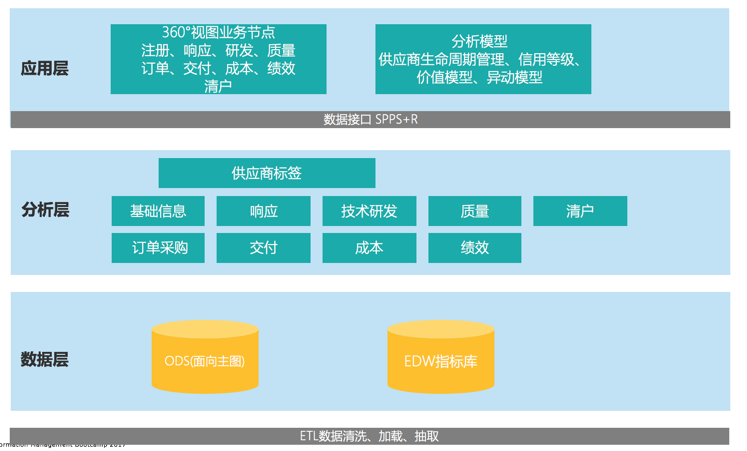 360°视图业务节点
注册、响应、研发、质量
订单、交付、成本、绩效
清户
分析模型
供应商生命周期管理、信用等级、
价值模型、异动模型
应用层
数据接口 SPPS+R
供应商标签
分析层
基础信息
响应
技术研发
质量
清户
订单采购
交付
成本
绩效
数据层
ODS(面向主图)
EDW指标库
ETL数据清洗、加载、抽取
Management Bootcamp 2017